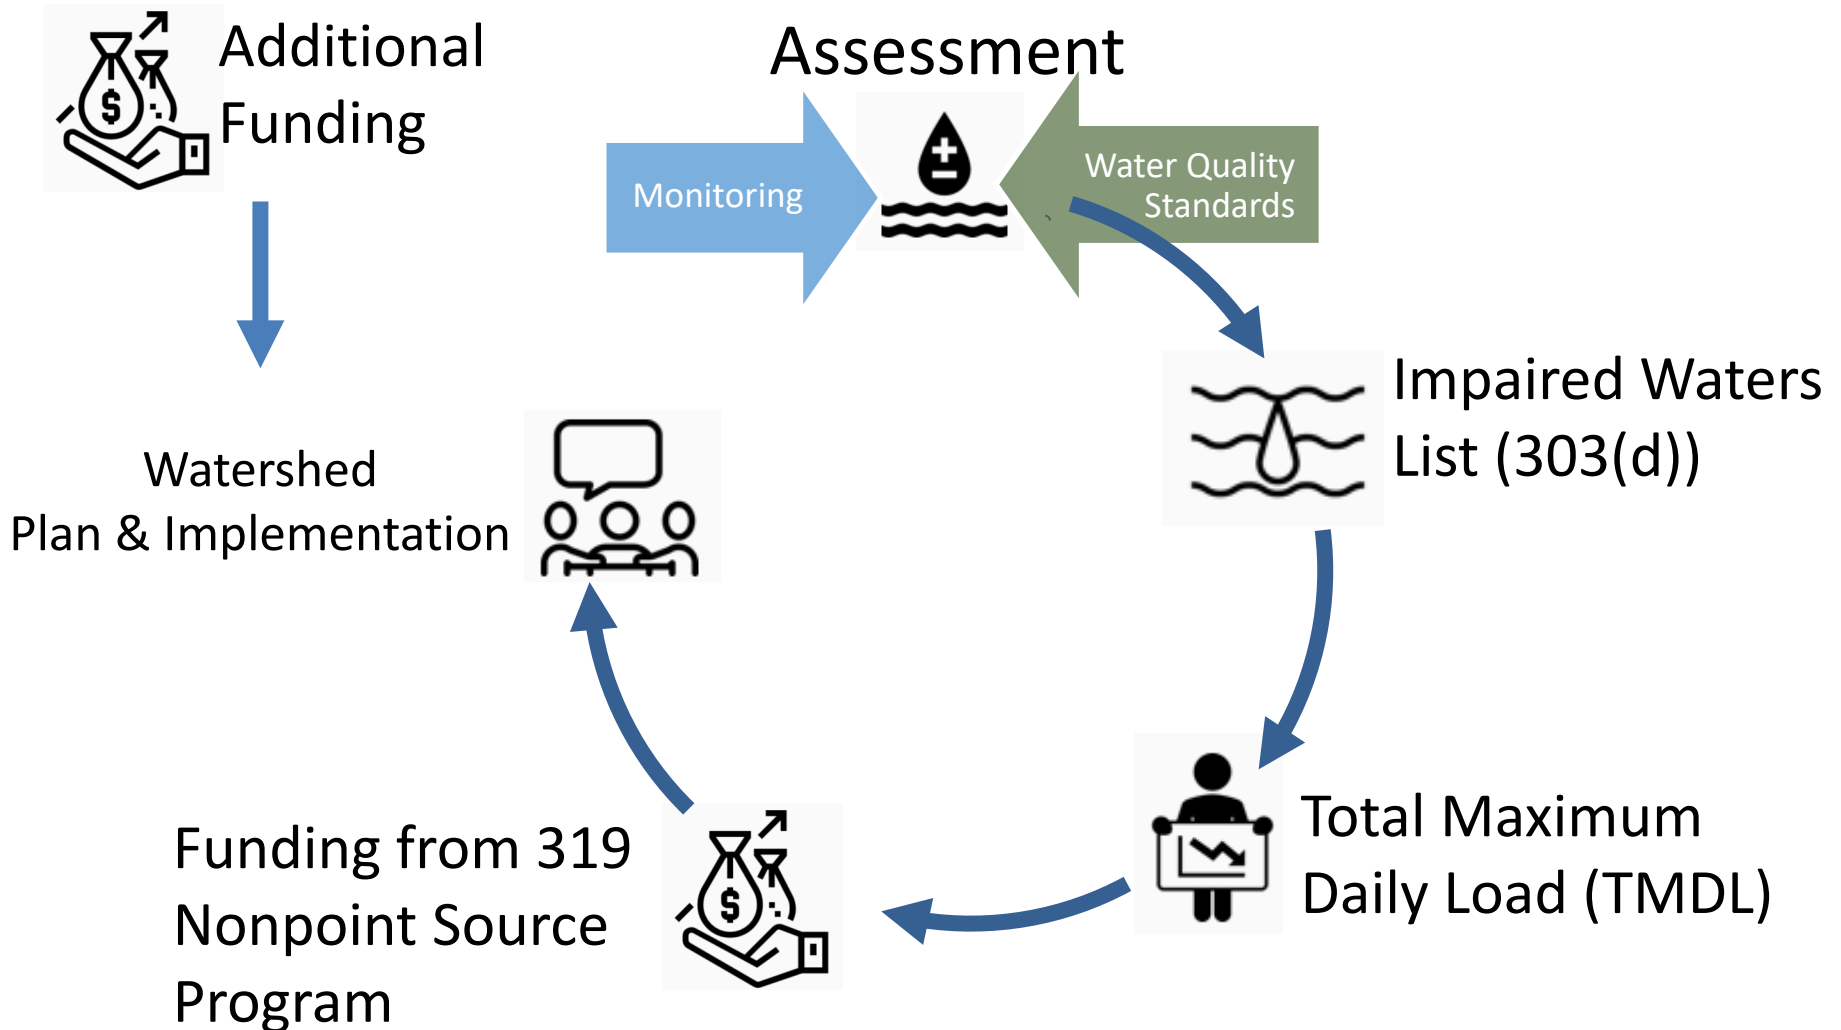 Additional
Funding
Assessment
Monitoring
Water Quality
Standards
Impaired Waters
List (303(d))
Watershed
Plan & Implementation
Total Maximum
Daily Load (TMDL)
Funding from 319
Nonpoint Source
Program
$
$